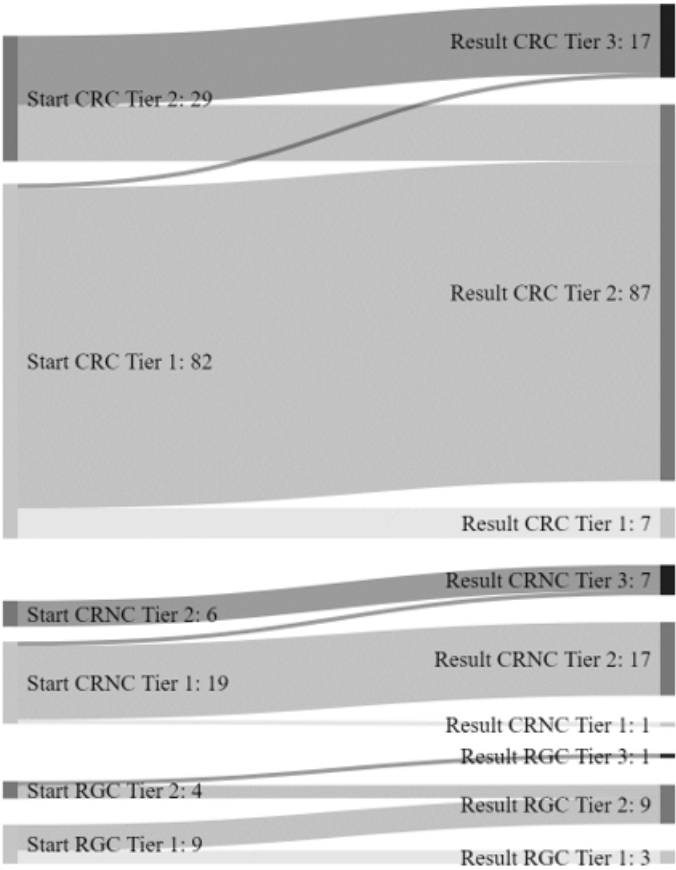 Result CRC Tier 3: 17
Start CRC Tier 2: 29
Result CRC Tier 2: 87
Start CRC Tier 1: 82
Result CRC Tier 1: 7
Result CRNC Tier 3: 7
Start CRNC Tier 2: 6
Result CRNC Tier 2: 17
Start CRNC Tier 1: 19
Result CRNC Tier 1: 1
Result RGC Tier 3: 1
Start RGC Tier 2: 4
Result RGC Tier 2: 9
Start RGC Tier 1: 9
Result RGC Tier 1: 3